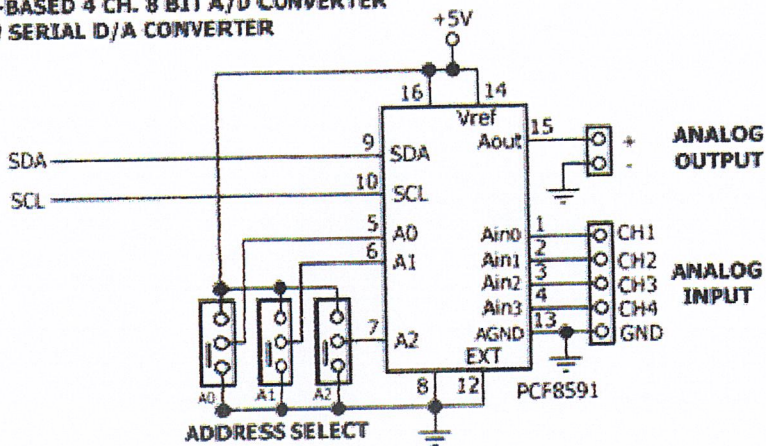 -BASED 4 CH. 8 BIT A/D CONVERTER
SERIAL D/A CONVERTER
+5V
16
14
Vref
9
SDA
SDA
Aout
15
+
-
ANALOG
OUTPUT
10
SCL
SCL
5
A0
6
A1
Ain0
1
CH1
Ain1
2
CH2
Ain2
3
CH3
Ain3
4
CH4
ANALOG
INPUT
7
A2
AGND
13
GND
EXT
8
12
PCF8591
A0
A1
A2
ADDRESS SELECT